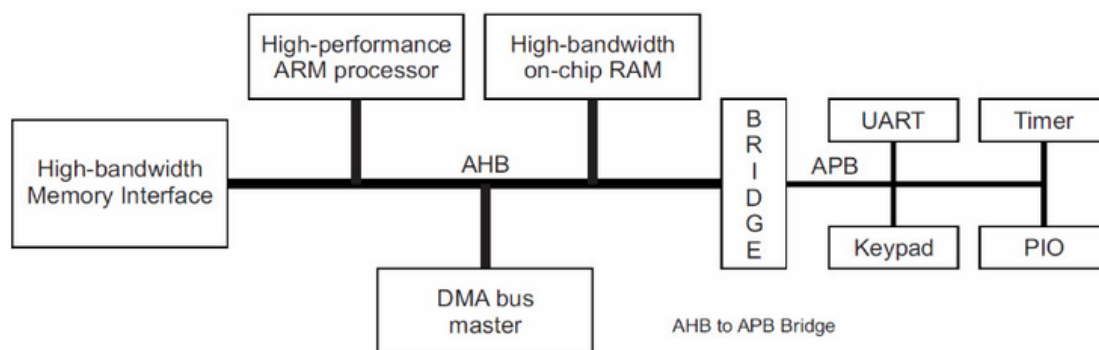 High-performance
ARM processor
High-bandwidth
on-chip RAM
High-bandwidth
Memory Interface
AHB
B
R
I
D
G
E
APB
UART
Timer
Keypad
PIO
DMA bus
master
AHB to APB Bridge